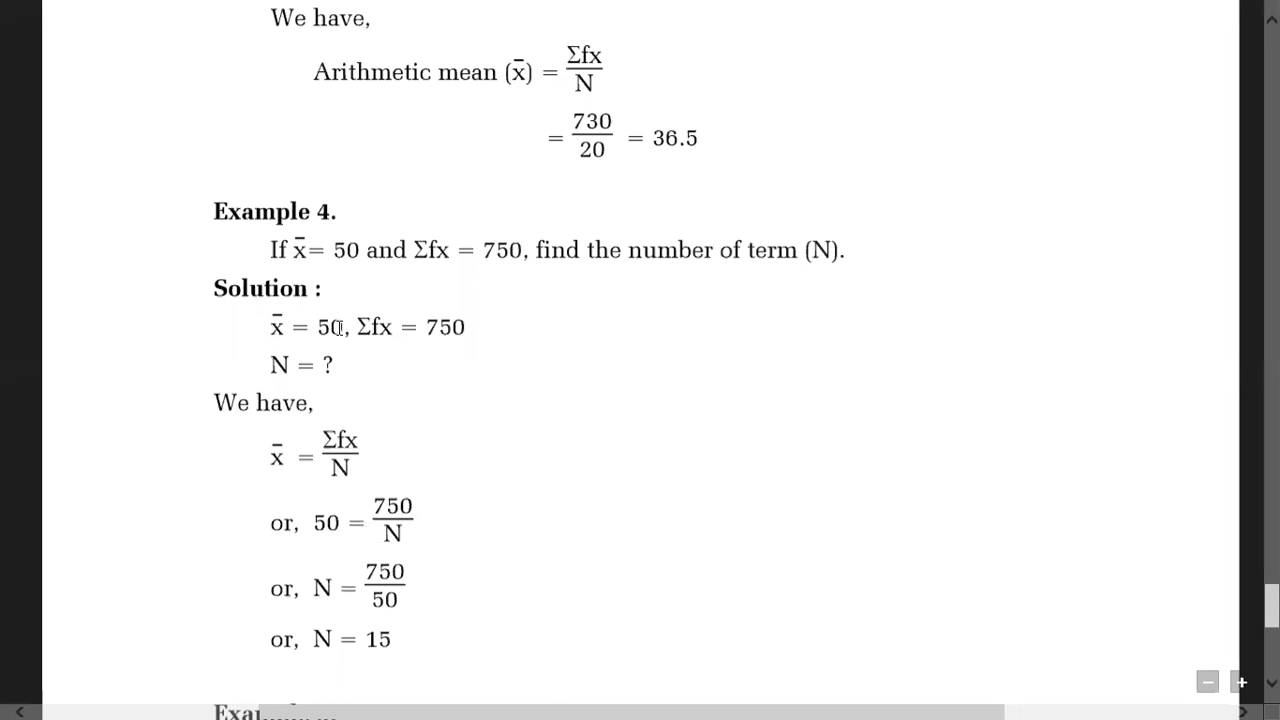 We have,
Arithmetic mean (x̄) = Σfx/N
= 730/20 = 36.5
Example 4.
If x̄= 50 and Σfx = 750, find the number of term (N).
Solution :
x̄ = 50, Σfx = 750
N = ?
We have,
x̄ = Σfx/N
or, 50 = 750/N
or, N = 750/50
or, N = 15